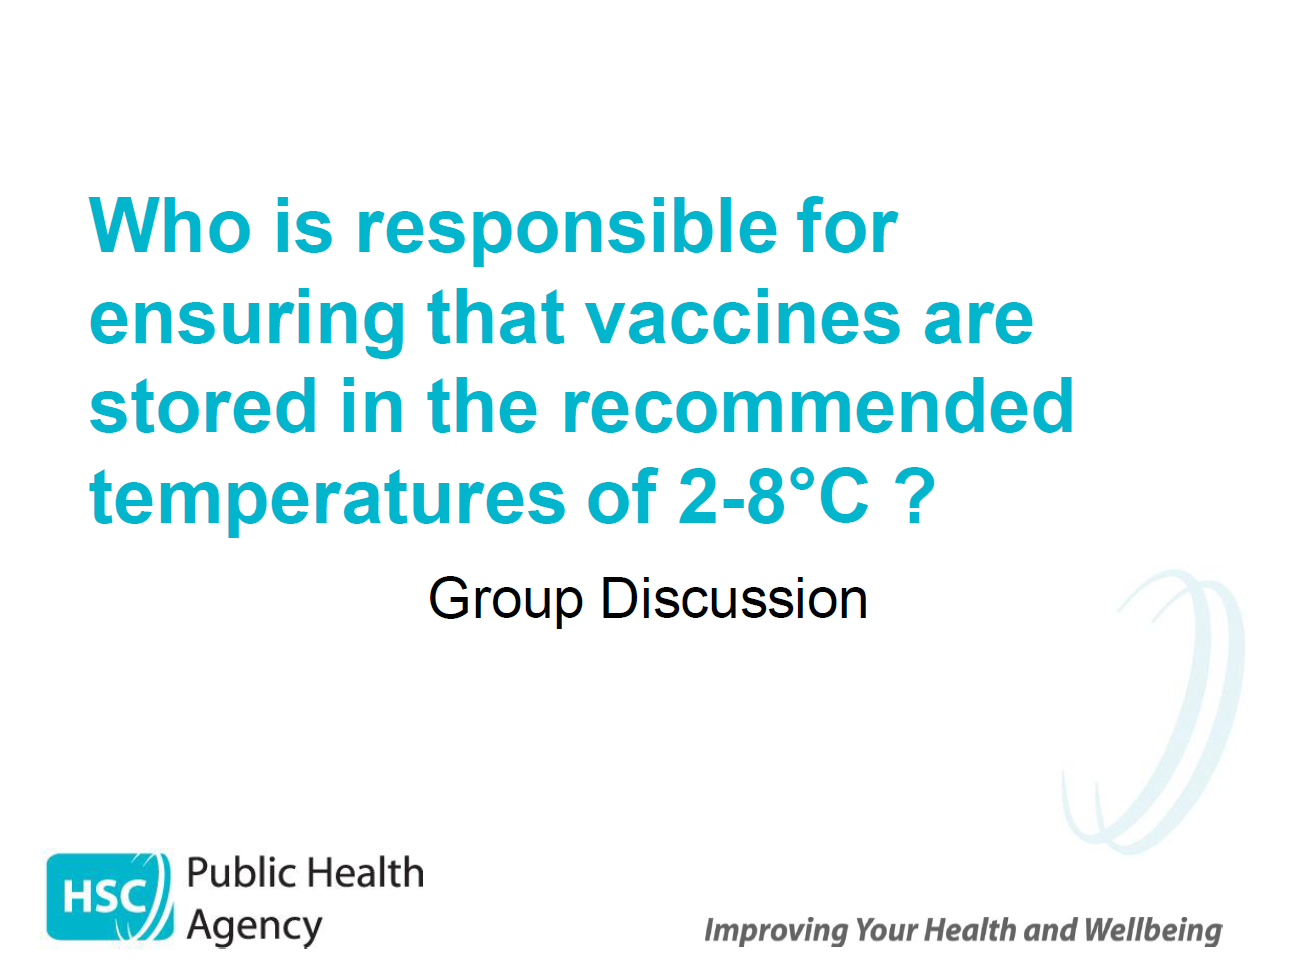 Who is responsible for
ensuring that vaccines are
stored in the recommended
temperatures of 2-8°C ?
Group Discussion
HSC
Public Health
Agency
Improving Your Health and Wellbeing